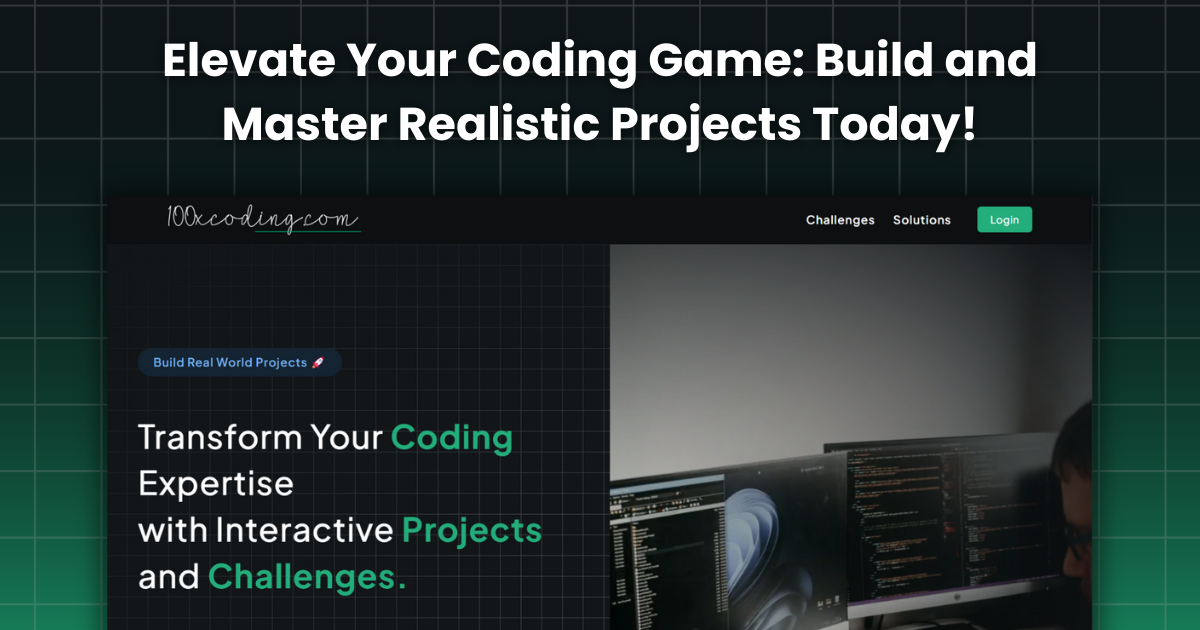 Elevate Your Coding Game: Build and
Master Realistic Projects Today!
100xcoding.com
Challenges Solutions Login
Build Real World Projects 🚀
Transform Your Coding
Expertise
with Interactive Projects
and Challenges.